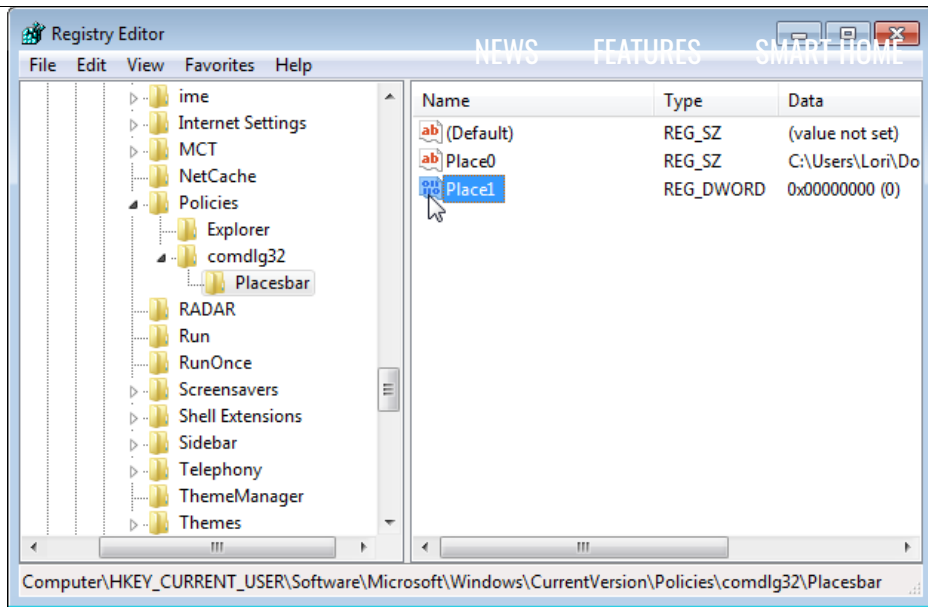 Registry Editor
NEWS FEATURES SMART HOME
File Edit View Favorites Help
ime
Internet Settings
MCT
NetCache
Policies
Explorer
comdlg32
Placesbar
RADAR
Run
RunOnce
Screensavers
Shell Extensions
Sidebar
Telephony
ThemeManager
Themes
Name Type Data
(Default) REG_SZ (value not set)
Place0 REG_SZ C:\Users\Lori\Do
Place1 REG_DWORD 0x00000000 (0)
Computer\HKEY_CURRENT_USER\Software\Microsoft\Windows\CurrentVersion\Policies\comdlg32\Placesbar